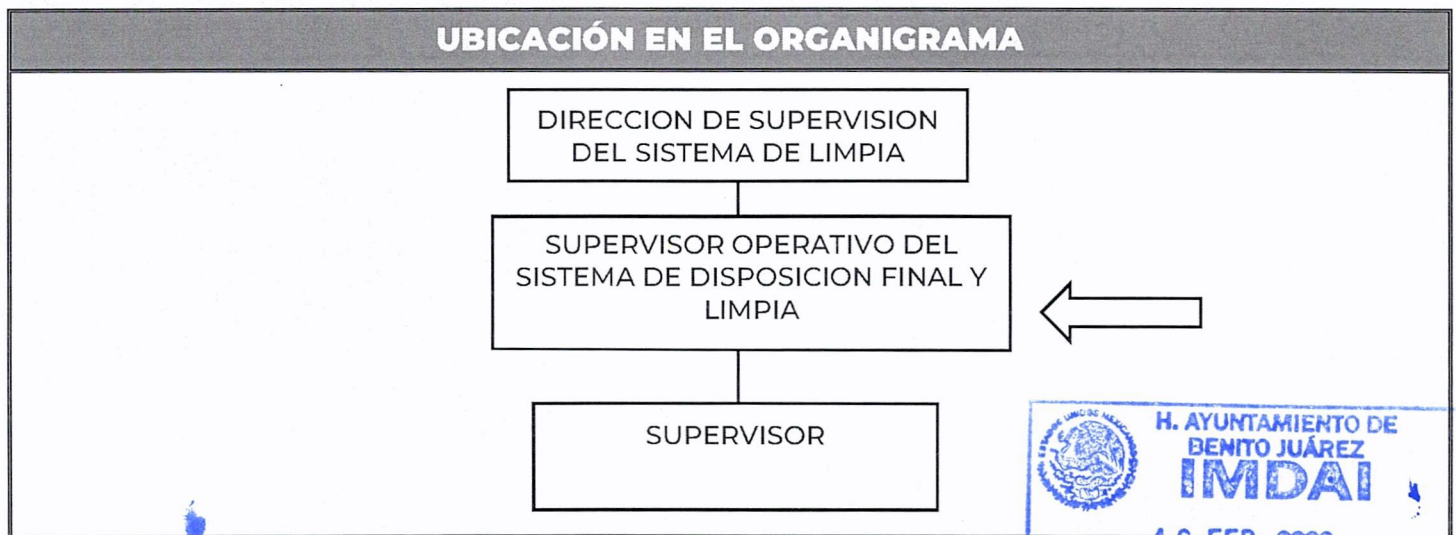 UBICACIÓN EN EL ORGANIGRAMA
DIRECCION DE SUPERVISION
DEL SISTEMA DE LIMPIA
SUPERVISOR OPERATIVO DEL
SISTEMA DE DISPOSICION FINAL Y
LIMPIA
SUPERVISOR
H. AYUNTAMIENTO DE
BENITO JUÁREZ
IMDAI